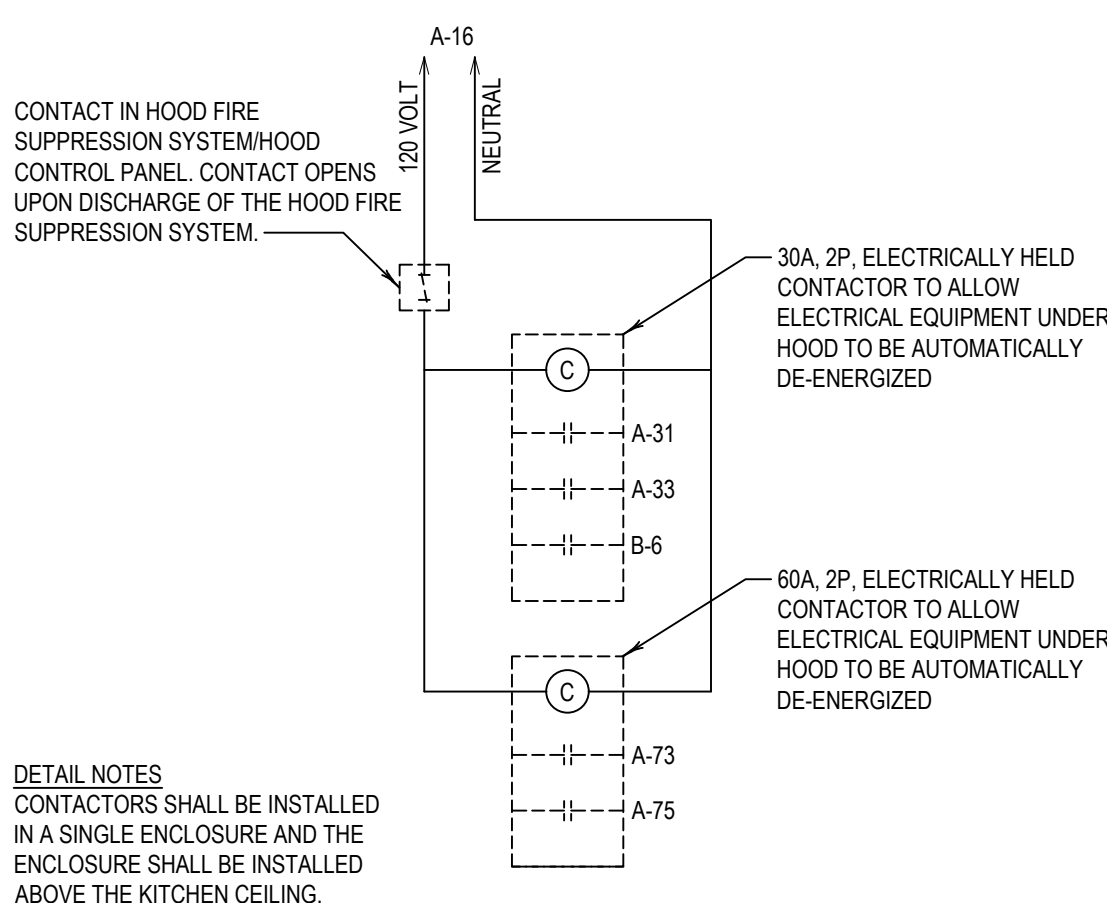 A-16
120 VOLT
NEUTRAL
CONTACT IN HOOD FIRE
SUPPRESSION SYSTEM/HOOD
CONTROL PANEL. CONTACT OPENS
UPON DISCHARGE OF THE HOOD FIRE
SUPPRESSION SYSTEM.
30A, 2P, ELECTRICALLY HELD
CONTACTOR TO ALLOW
ELECTRICAL EQUIPMENT UNDER
HOOD TO BE AUTOMATICALLY
DE-ENERGIZED
C
A-31
A-33
B-6
60A, 2P, ELECTRICALLY HELD
CONTACTOR TO ALLOW
ELECTRICAL EQUIPMENT UNDER
HOOD TO BE AUTOMATICALLY
DE-ENERGIZED
C
A-73
A-75
DETAIL NOTES
CONTACTORS SHALL BE INSTALLED
IN A SINGLE ENCLOSURE AND THE
ENCLOSURE SHALL BE INSTALLED
ABOVE THE KITCHEN CEILING.